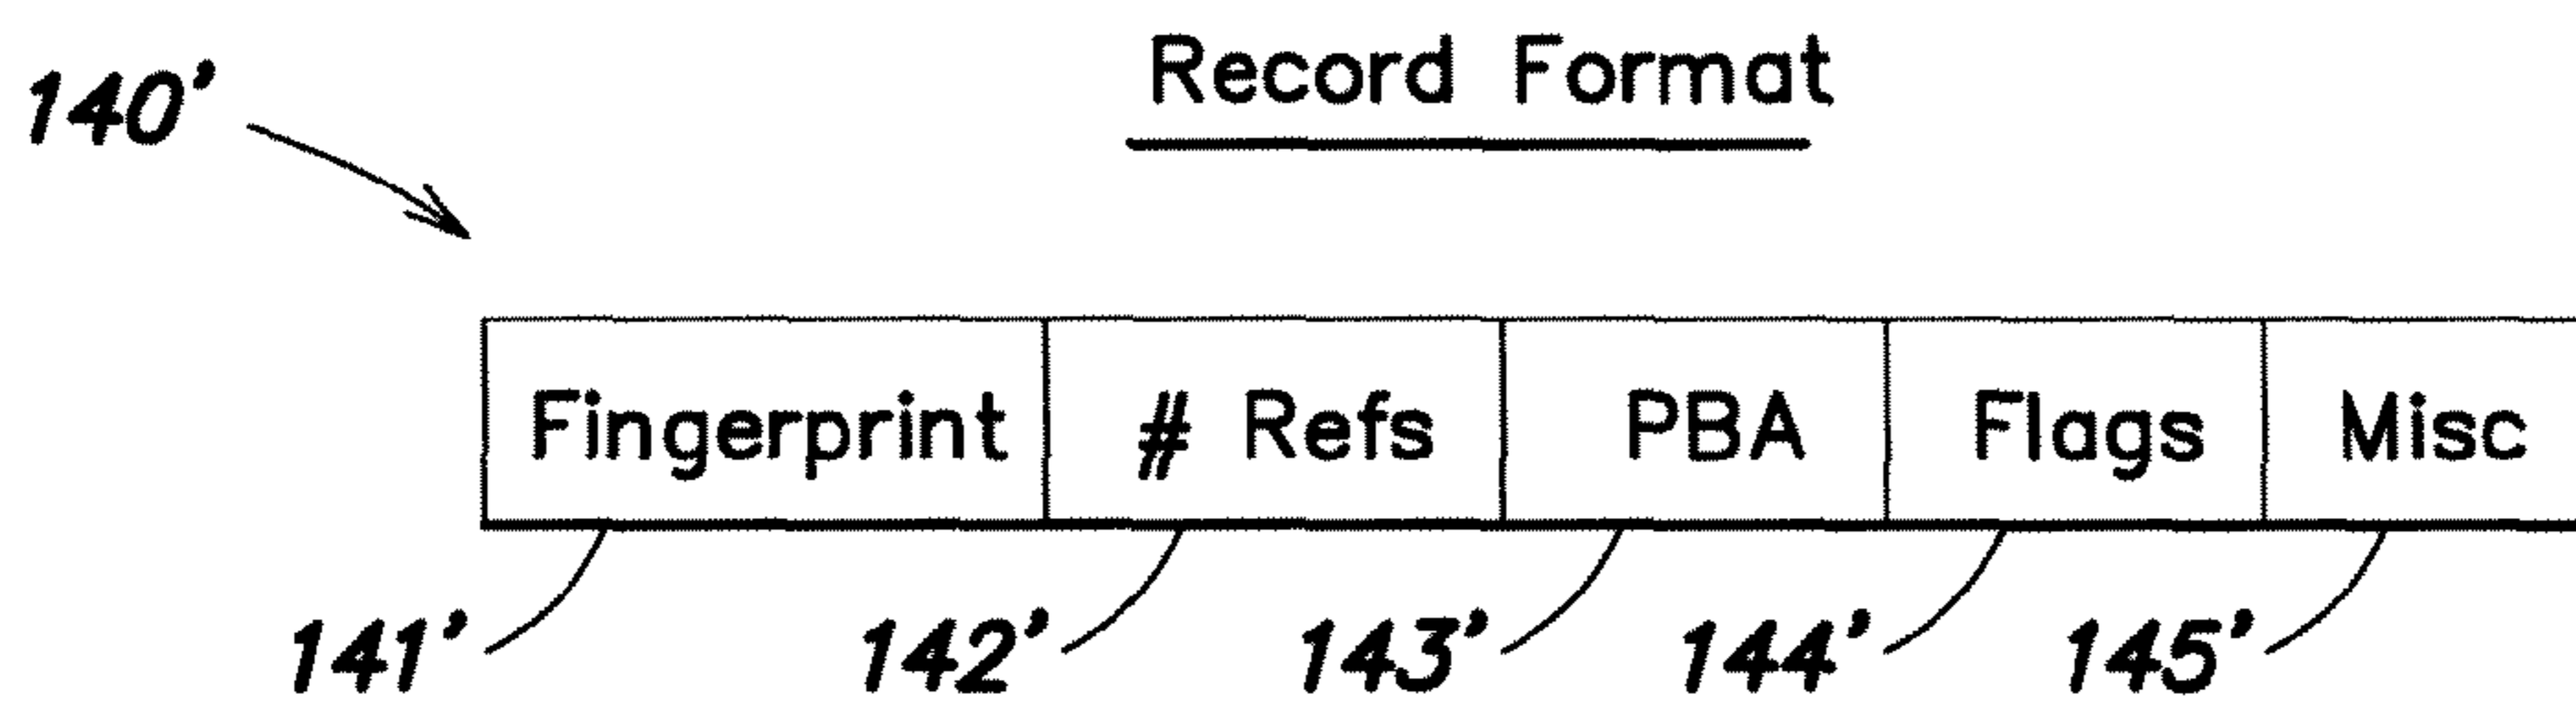 Record Format
140’
Fingerprint # Refs PBA Flags Misc
141’ 142’ 143’ 144’ 145’